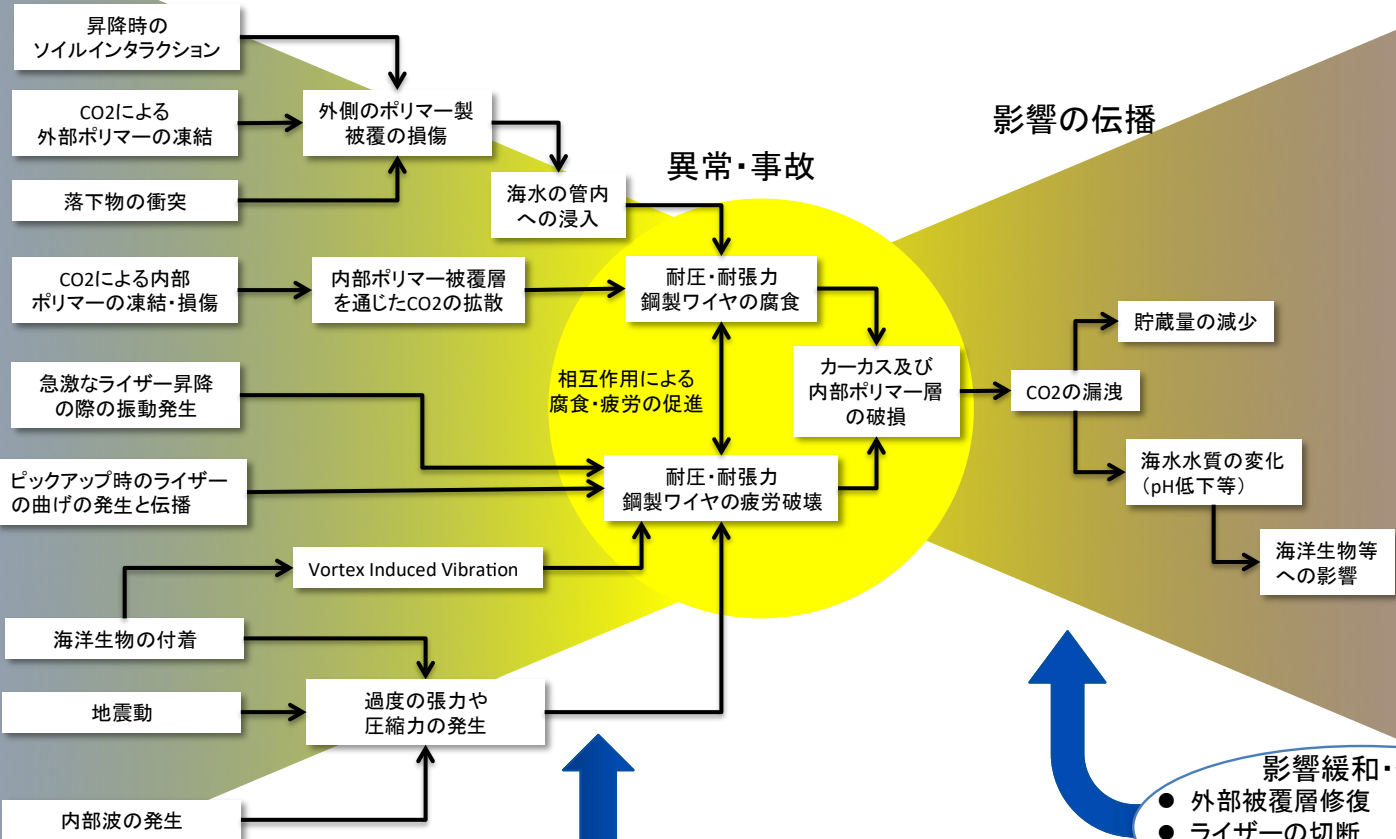 昇降時の
ソイルインタラクション
CO2による
外部ポリマーの凍結
落下物の衝突
外側のポリマー製
被覆の損傷
海水の管内
への浸入
CO2による内部
ポリマーの凍結・損傷
内部ポリマー被覆層
を通じたCO2の拡散
急激なライザー昇降
の際の振動発生
ピックアップ時のライザー
の曲げの発生と伝播
Vortex Induced Vibration
海洋生物の付着
地震動
過度の張力や
圧縮力の発生
内部波の発生
異常・事故
耐圧・耐張力
鋼製ワイヤの腐食
相互作用による
腐食・疲労の促進
耐圧・耐張力
鋼製ワイヤの疲労破壊
カーカス及び
内部ポリマー層
の破損
影響の伝播
CO2の漏洩
貯蔵量の減少
海水水質の変化
（pH低下等）
海洋生物等
への影響
影響緩和・
● 外部被覆層修復
● ライザーの切断